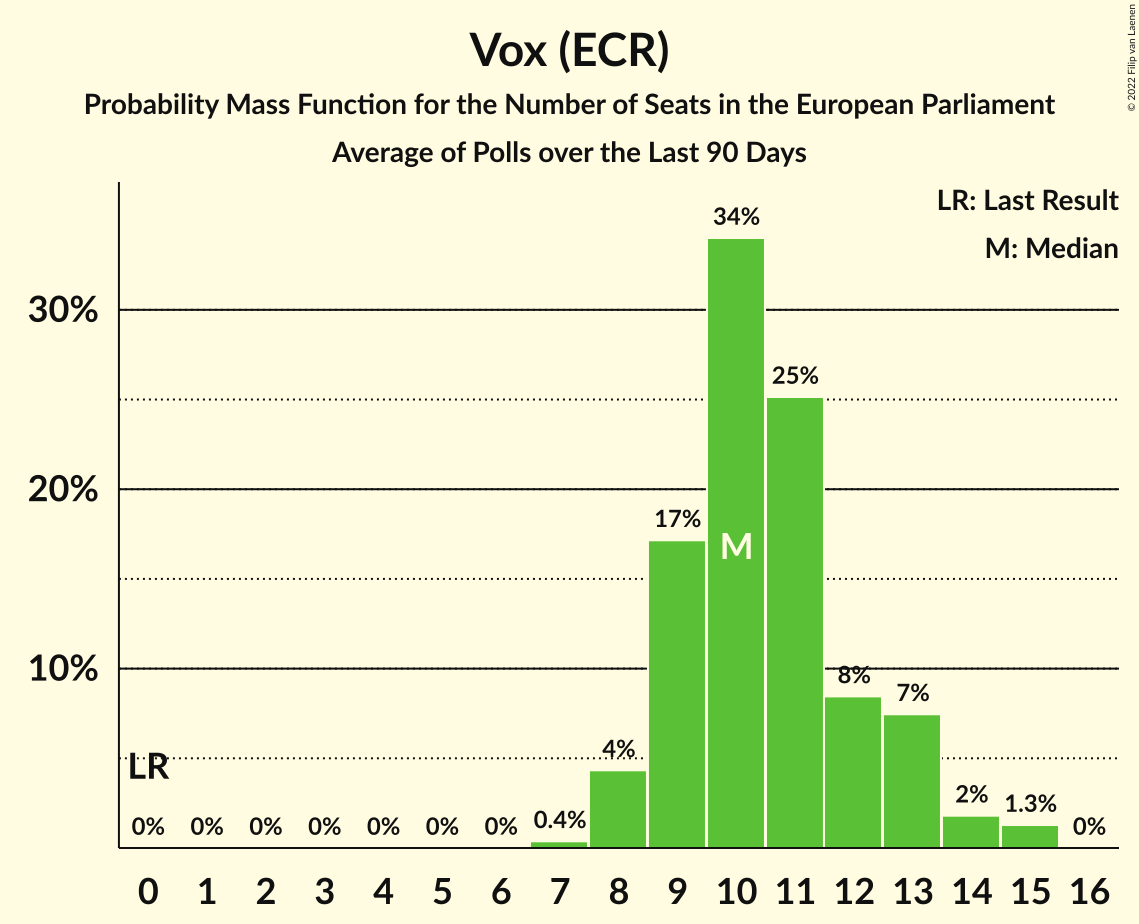 Vox (ECR)
Probability Mass Function for the Number of Seats in the European Parliament
Average of Polls over the Last 90 Days
© 2022 Filip van Laenen
LR: Last Result
M: Median
34%
30%
25%
20%
17%
M
10%
8%
7%
4%
LR
2%
1.3%
0% 0% 0% 0% 0% 0% 0% 0.4% 0%
0 1 2 3 4 5 6 7 8 9 10 11 12 13 14 15 16